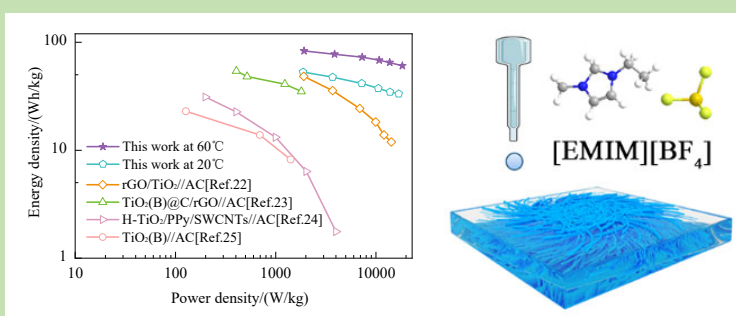 100
10
1
Energy density/(Wh/kg)
This work at 60℃
This work at 20℃
rGO/TiO₂//AC[Ref.22]
TiO₂(B)@C/rGO//AC[Ref.23]
H-TiO₂/PPy/SWCNTs//AC[Ref.24]
TiO₂(B)//AC[Ref.25]
10 100 1000 10000
Power density/(W/kg)
[EMIM][BF₄]